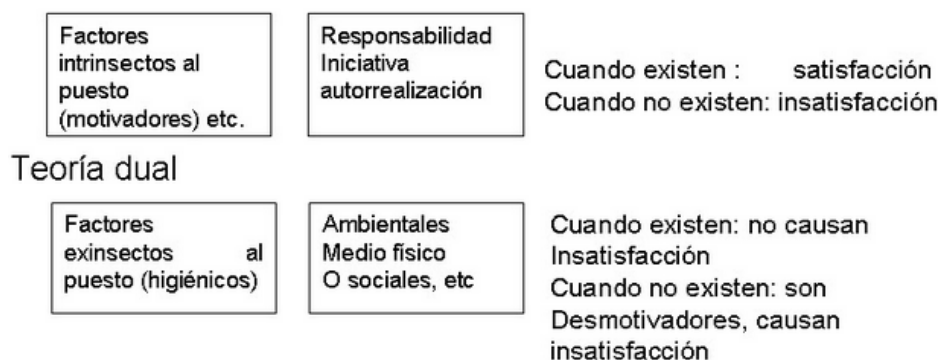 Factores
intrinsectos al
puesto
(motivadores) etc.
Responsabilidad
Iniciativa
autorrealización
Cuando existen : satisfacción
Cuando no existen: insatisfacción
Teoría dual
Factores
exinsectos al
puesto (higiénicos)
Ambientales
Medio físico
O sociales, etc
Cuando existen: no causan
Insatisfacción
Cuando no existen: son
Desmotivadores, causan
insatisfacción